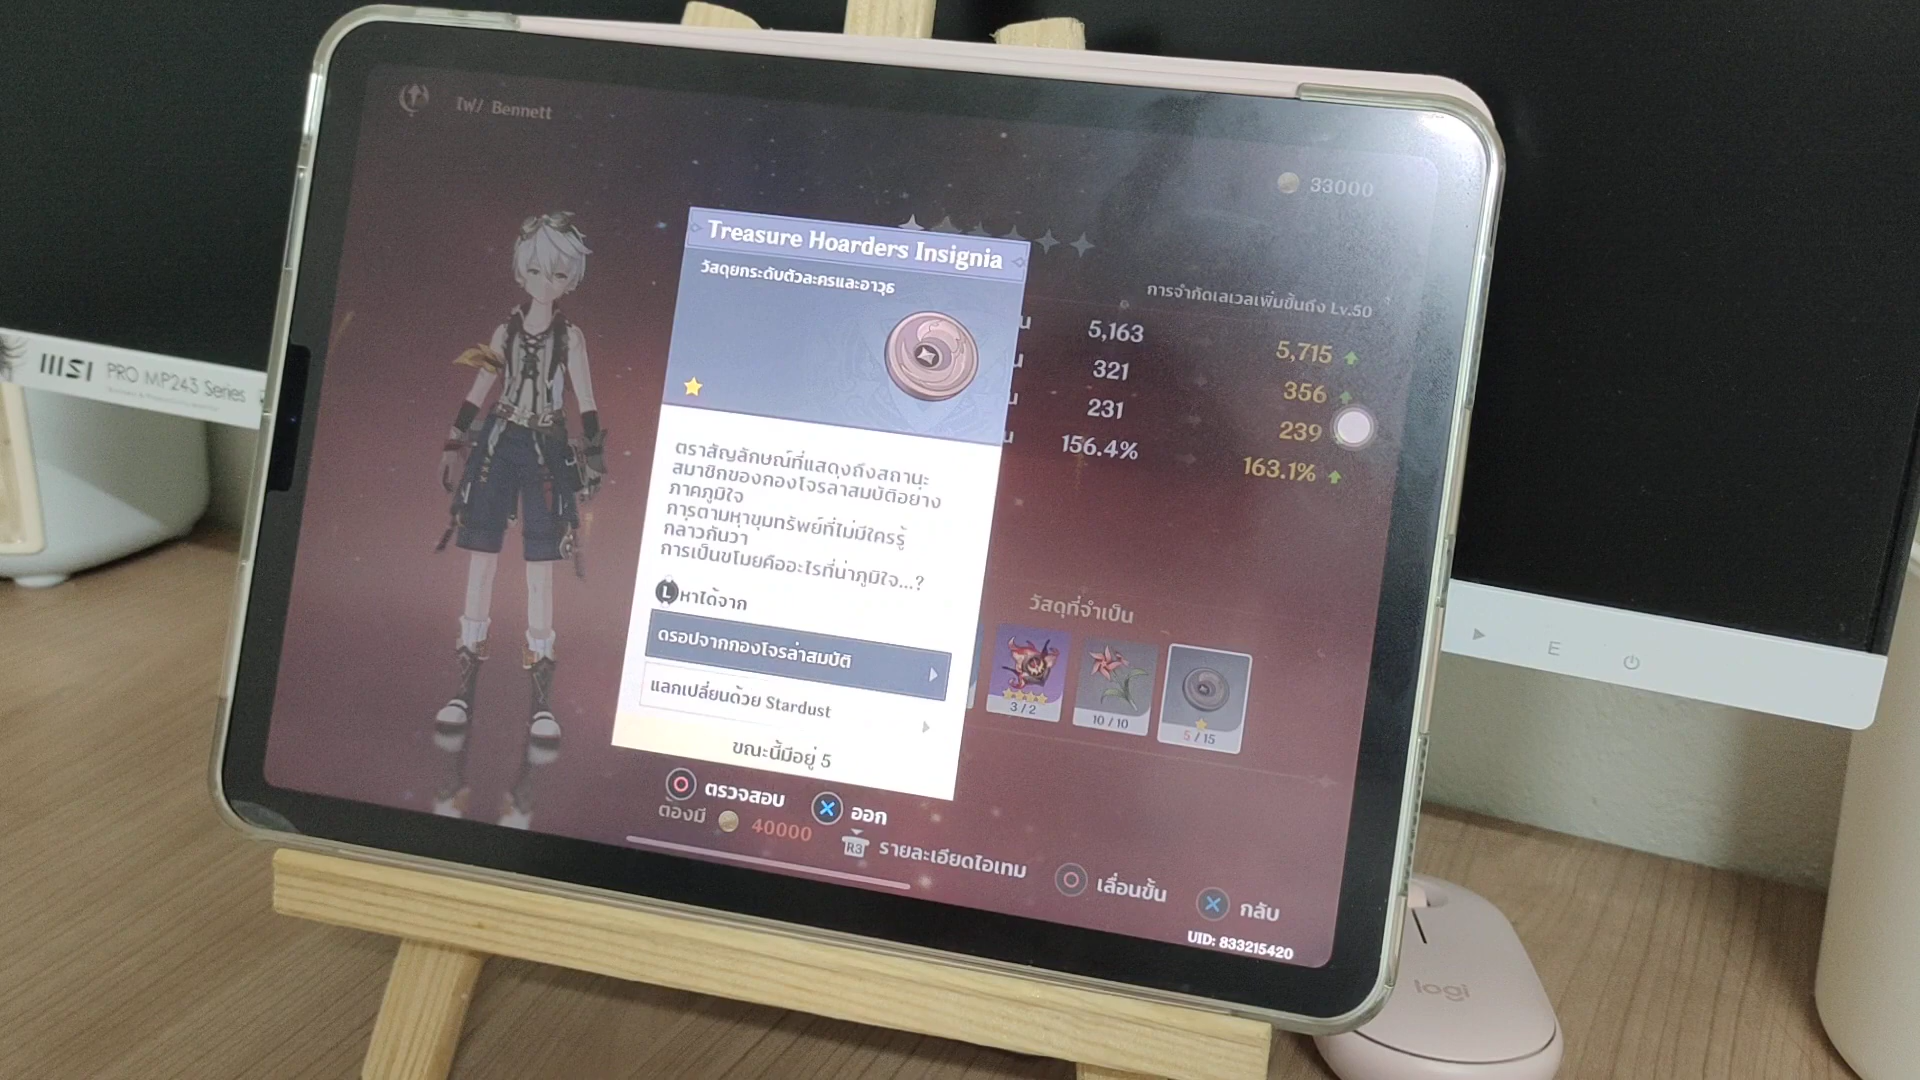 ไฟ/ Bennett
33000
Treasure Hoarders Insignia
วัสดุยกระดับตัวละครและอาวุธ
การจำกัดเลเวลเพิ่มขึ้นถึง Lv.50
5,163
5,715
321
356
231
239
156.4%
163.1%
ตราสัญลักษณ์ที่แสดงถึงสถานะ
สมาชิกของกองโจรล่าสมบัติอย่าง
ภาคภูมิใจ
การตามหาขุมทรัพย์ที่ไม่มีใครรู้
กล่าวกันว่า
การเป็นขโมยคืออะไรที่น่าภูมิใจ...?
L หาได้จาก
ดรอปจากกองโจรล่าสมบัติ
แลกเปลี่ยนด้วย Stardust
ขณะนี้มีอยู่ 5
วัสดุที่จำเป็น
3 / 2
10 / 10
5 / 15
ตรวจสอบ
ออก
ต้องมี 40000
R3 รายละเอียดไอเทม
เลื่อนขั้น
กลับ
UID: 833215420
msi PRO MP243 Series
E
logi